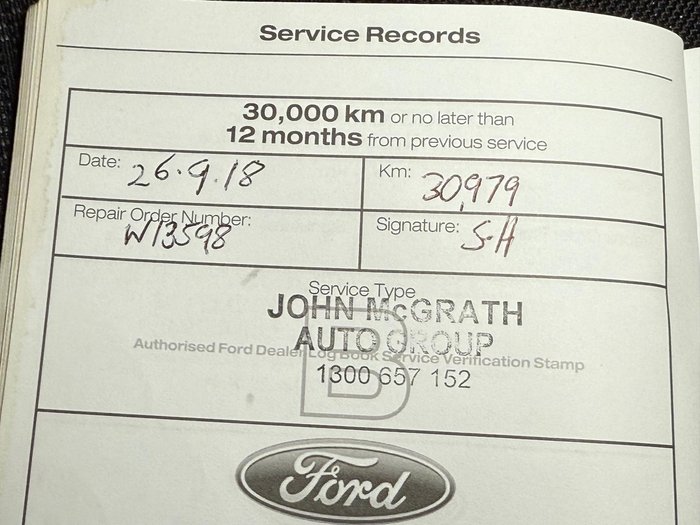 Service Records
30,000 km or no later than
12 months from previous service
Date: 26.9.18
Km: 30,979
Repair Order Number: W13598
Signature: S.H
Service Type
B
JOHN McGRATH
AUTO GROUP
Authorised Ford Dealer Log Book Service Verification Stamp
1300 657 152
Ford